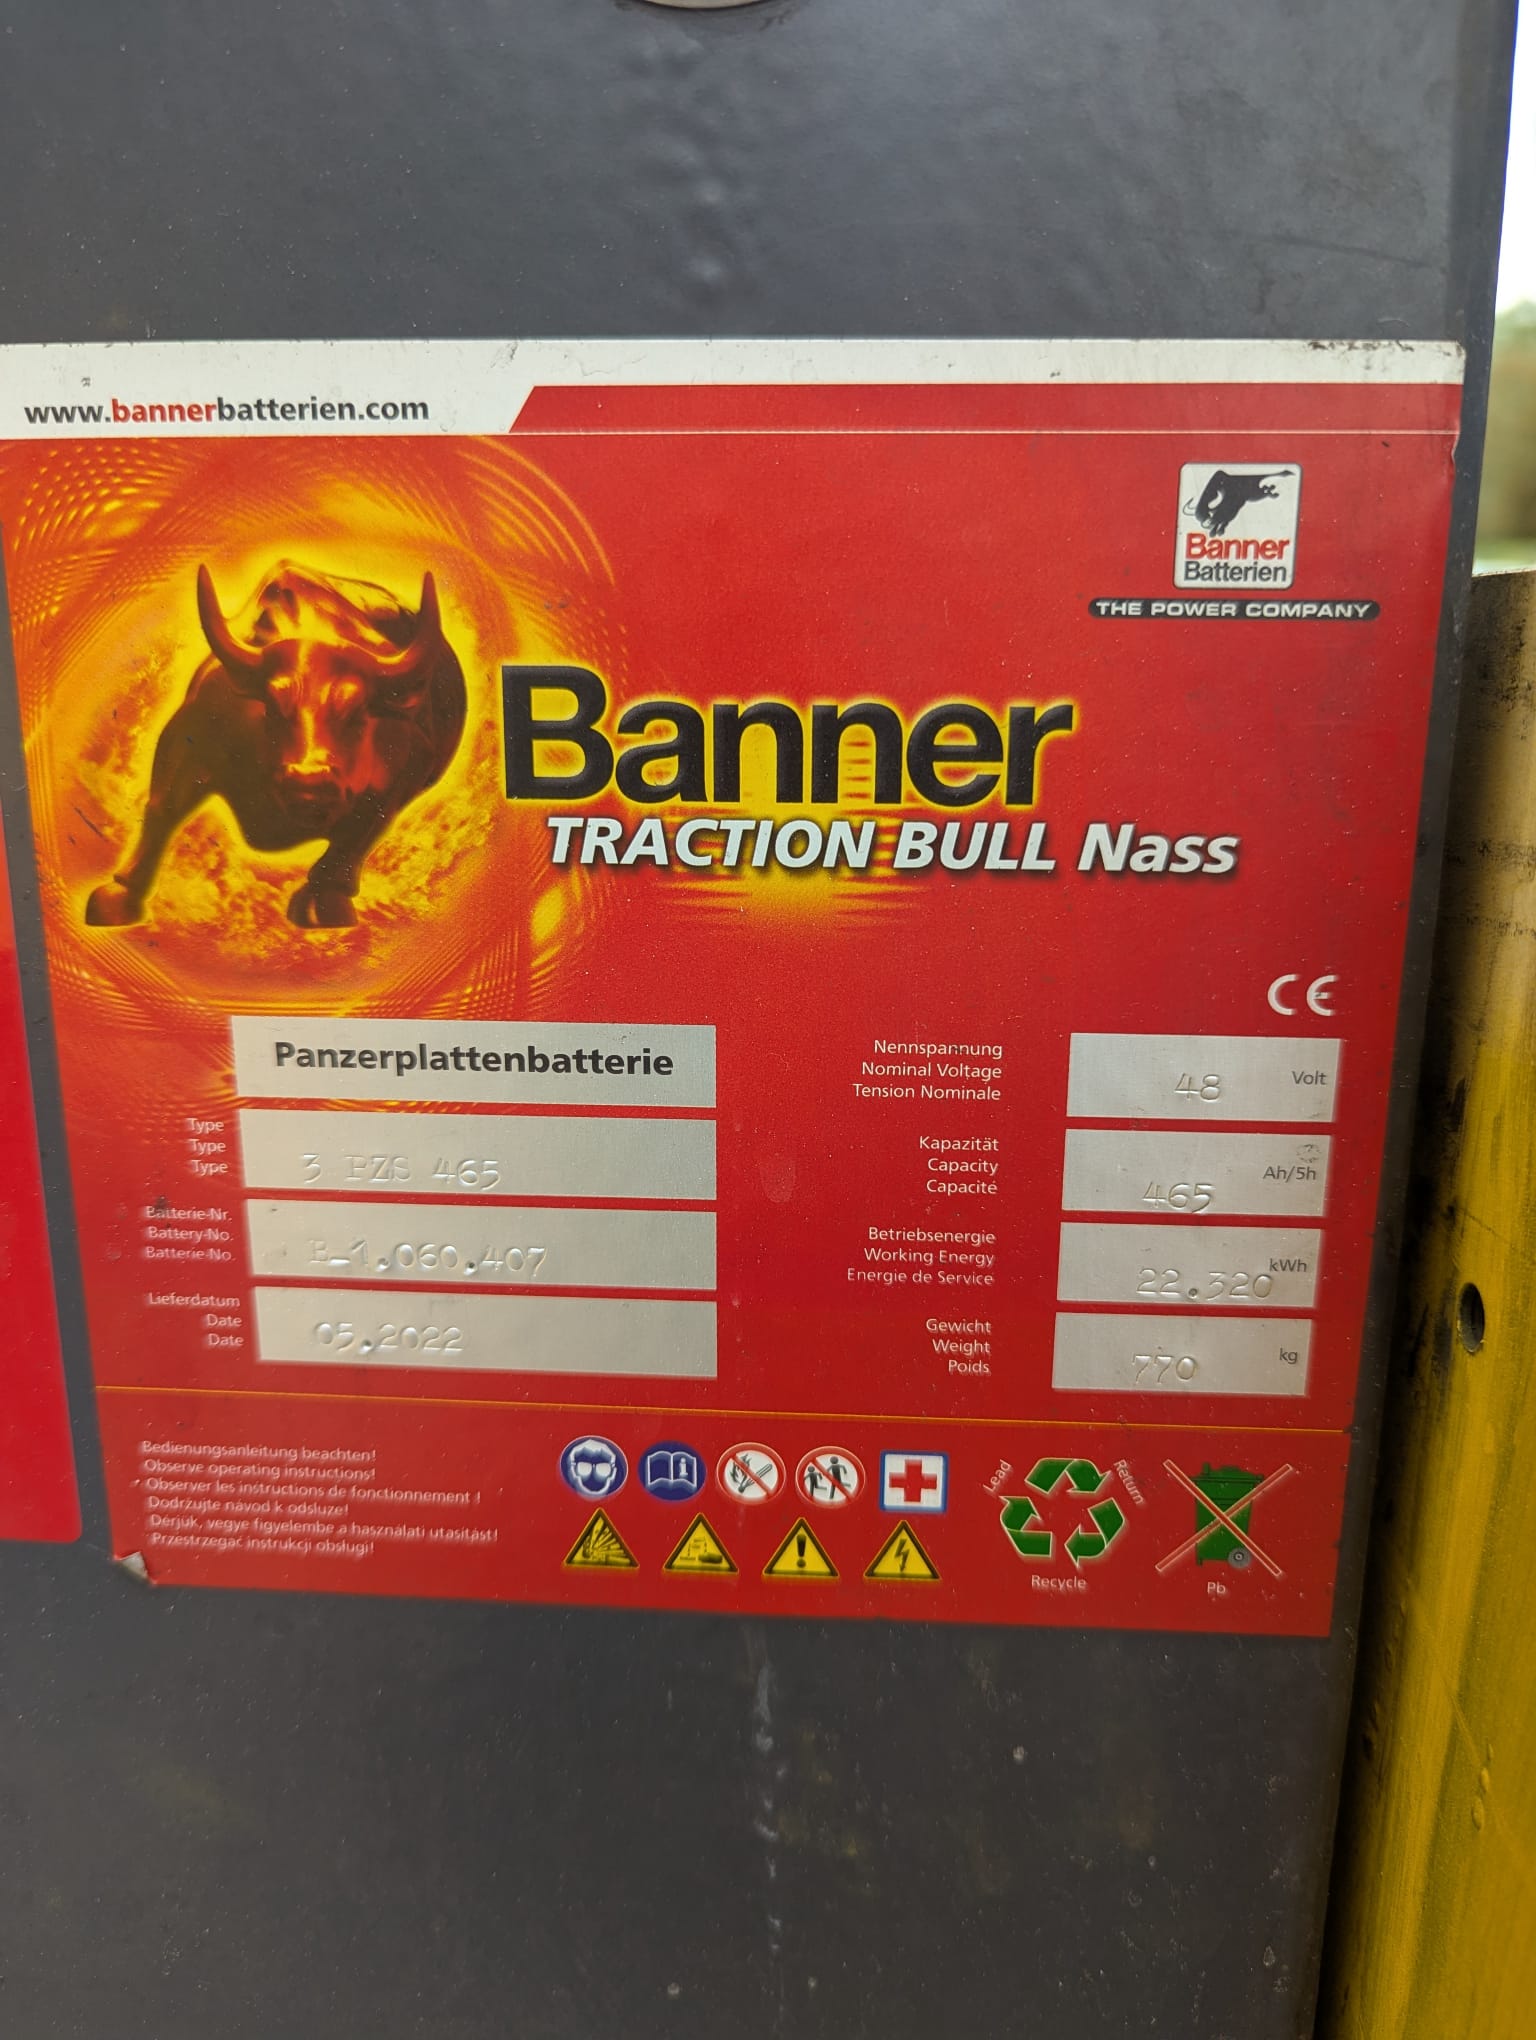 www.bannerbatterien.com
Banner
Batterien
THE POWER COMPANY
Banner
TRACTION BULL Nass
CE
Panzerplattenbatterie
Type
Type
Type
3 PZS 465
Batterie-Nr.
Battery-No.
Batterie-No.
B-1.060.407
Lieferdatum
Date
Date
05.2022
Nennspannung
Nominal Voltage
Tension Nominale
48 Volt
Kapazität
Capacity
Capacité
465 Ah/5h
Betriebsenergie
Working Energy
Energie de Service
22.320 kWh
Gewicht
Weight
Poids
770 kg
Bedienungsanleitung beachten!
Observe operating instructions!
Observer les instructions de fonctionnement !
Dodržujte návod k odsluze!
Dérjük, vegye figyelembe a használati utasítást!
Przestrzegać instrukcji obsługi!
Lead
Return
Recycle
Pb